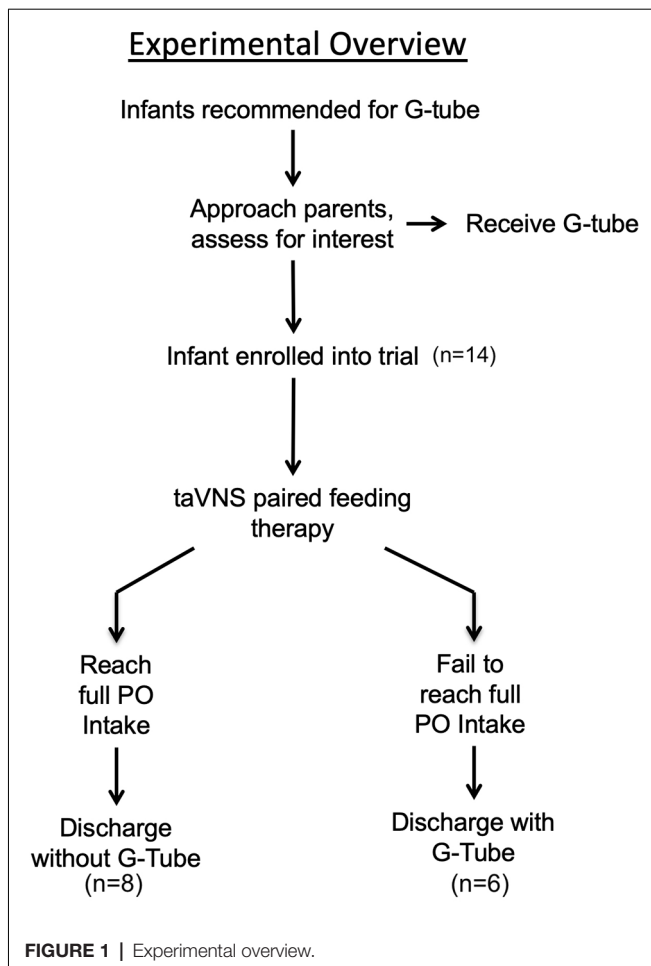 Experimental Overview
Infants recommended for G-tube
Approach parents,
assess for interest
Receive G-tube
Infant enrolled into trial (n=14)
taVNS paired feeding
therapy
Reach
full PO
Intake
Discharge
without G-Tube
(n=8)
Fail to
reach full
PO Intake
Discharge with
G-Tube
(n=6)
FIGURE 1 | Experimental overview.